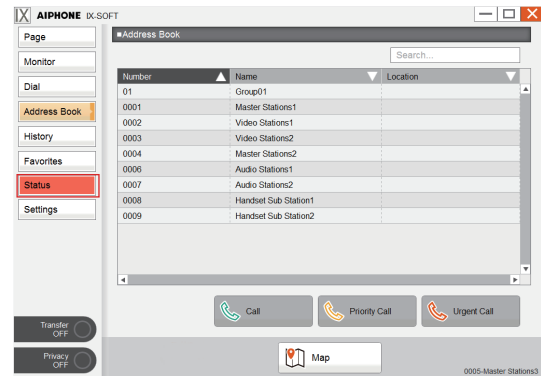 IX AIPHONE IX-SOFT
Page
Monitor
Dial
Address Book
History
Favorites
Status
Settings
Transfer
OFF
Privacy
OFF
■Address Book
Search...
Number Name Location
01 Group01
0001 Master Stations1
0002 Video Stations1
0003 Video Stations2
0004 Master Stations2
0006 Audio Stations1
0007 Audio Stations2
0008 Handset Sub Station1
0009 Handset Sub Station2
Call Priority Call Urgent Call
Map
0005-Master Stations3